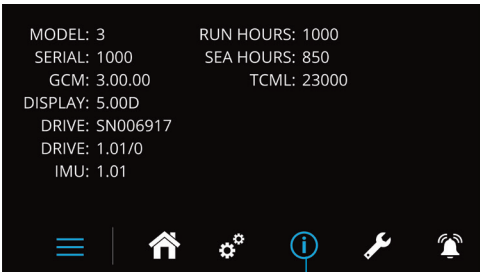 MODEL: 3
SERIAL: 1000
GCM: 3.00.00
DISPLAY: 5.00D
DRIVE: SN006917
DRIVE: 1.01/0
IMU: 1.01
RUN HOURS: 1000
SEA HOURS: 850
TCML: 23000